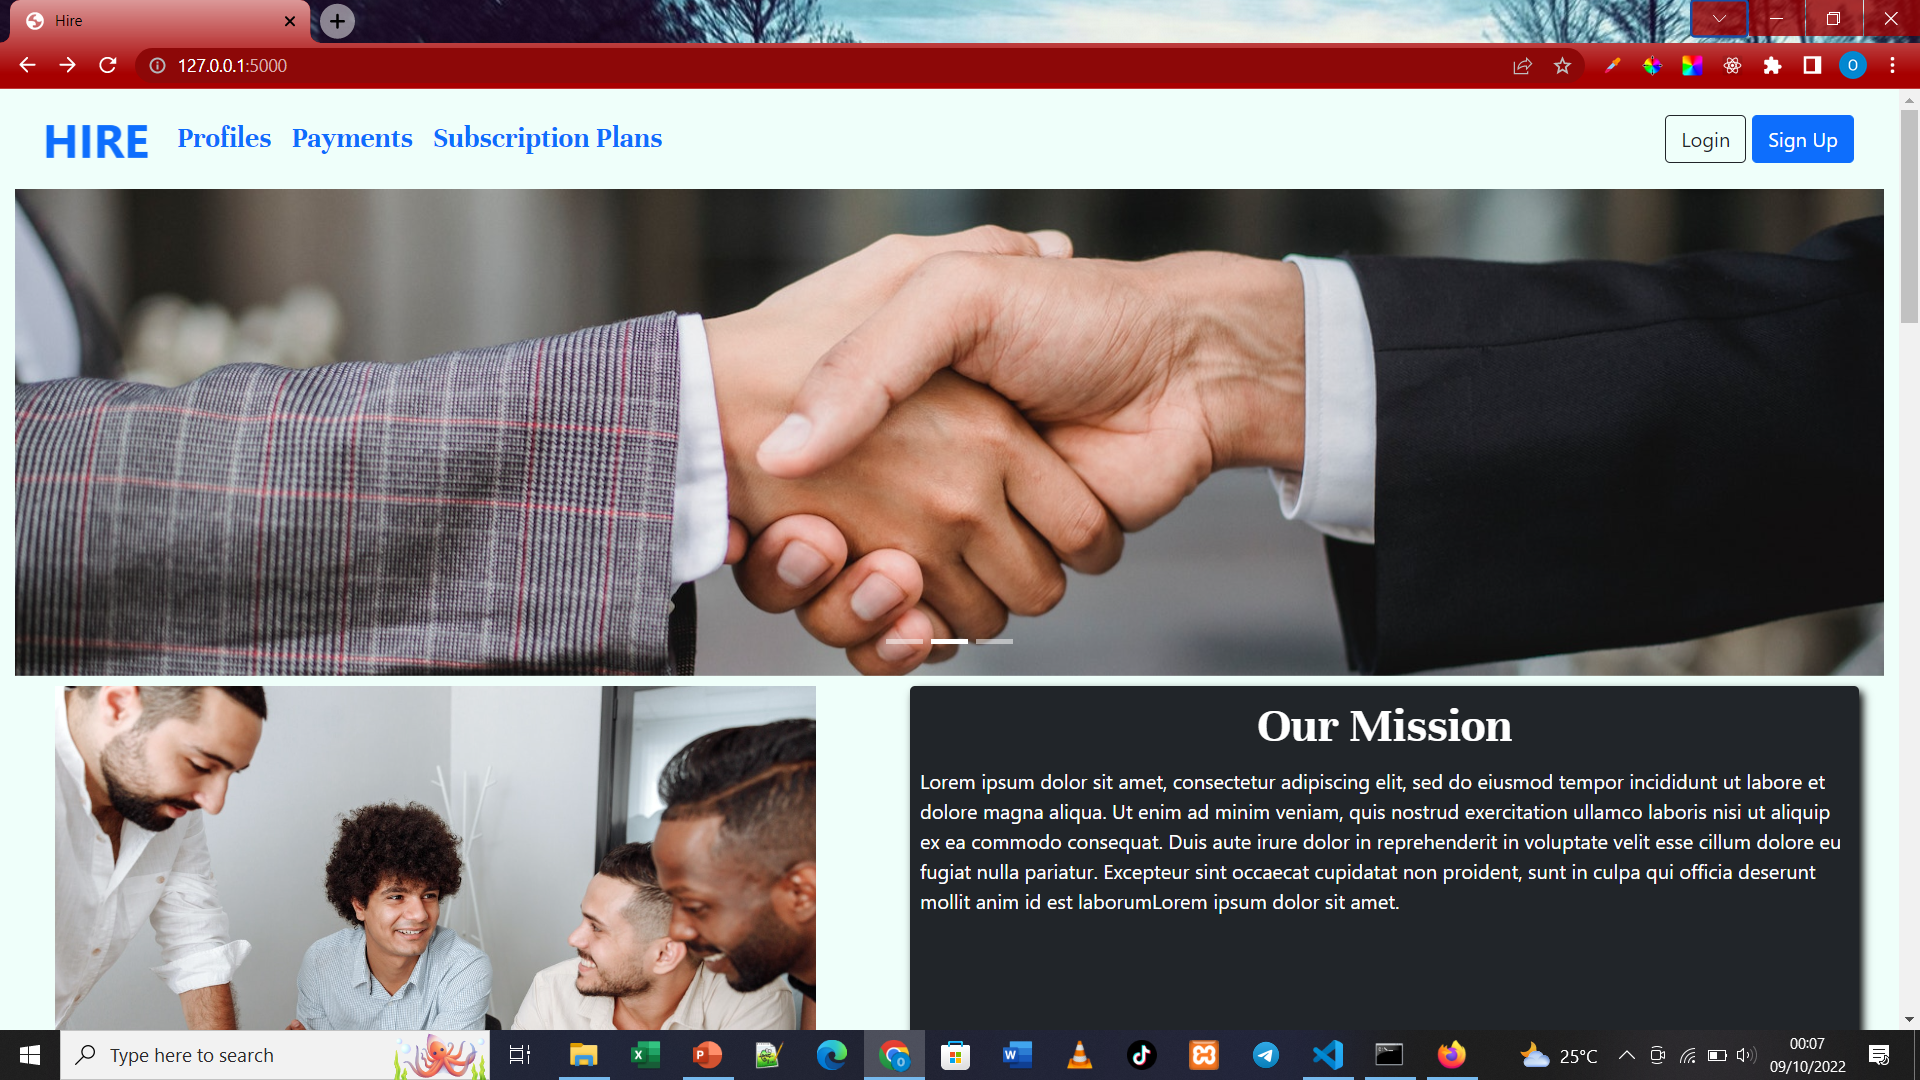 Hire
127.0.0.1:5000
O
HIRE Profiles Payments Subscription Plans Login Sign Up
Our Mission
Lorem ipsum dolor sit amet, consectetur adipiscing elit, sed do eiusmod tempor incididunt ut labore et
dolore magna aliqua. Ut enim ad minim veniam, quis nostrud exercitation ullamco laboris nisi ut aliquip
ex ea commodo consequat. Duis aute irure dolor in reprehenderit in voluptate velit esse cillum dolore eu
fugiat nulla pariatur. Excepteur sint occaecat cupidatat non proident, sunt in culpa qui officia deserunt
mollit anim id est laborumLorem ipsum dolor sit amet.
Type here to search
25°C
00:07
09/10/2022